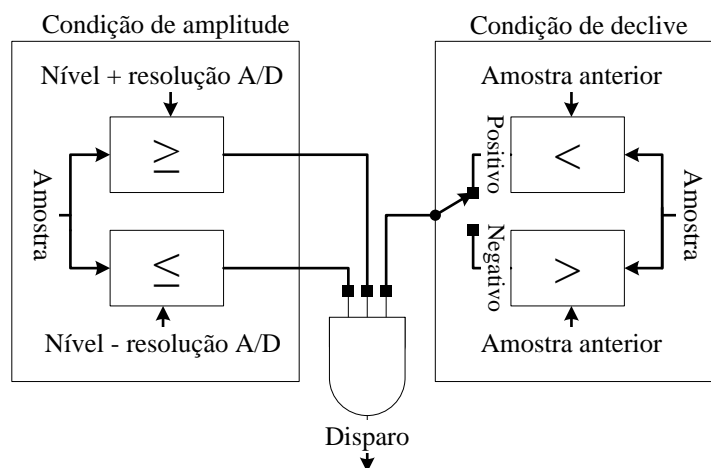 Condição de amplitude
Nível + resolução A/D
≥
Amostra
≤
Nível - resolução A/D
Condição de declive
Amostra anterior
Positivo
<
Amostra
Negativo
>
Amostra anterior
Disparo